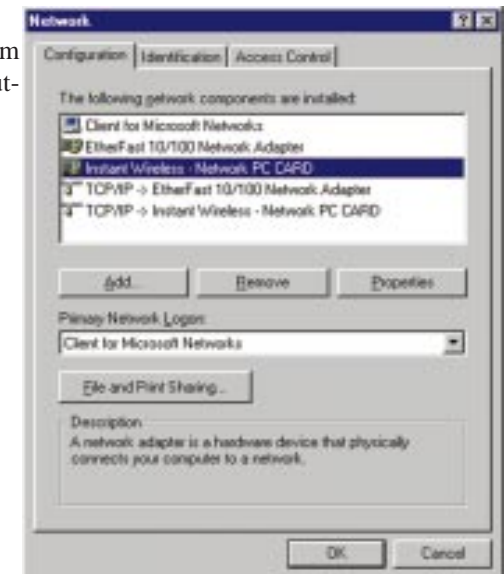 m
ut-
Network
Configuration Identification Access Control
The following network components are installed:
Client for Microsoft Networks
EtherFast 10/100 Network Adapter
Instant Wireless - Network PC CARD
TCP/IP -> EtherFast 10/100 Network Adapter
TCP/IP -> Instant Wireless - Network PC CARD
Add... Remove Properties
Primary Network Logon:
Client for Microsoft Networks
File and Print Sharing...
Description
A network adapter is a hardware device that physically
connects your computer to a network.
OK Cancel